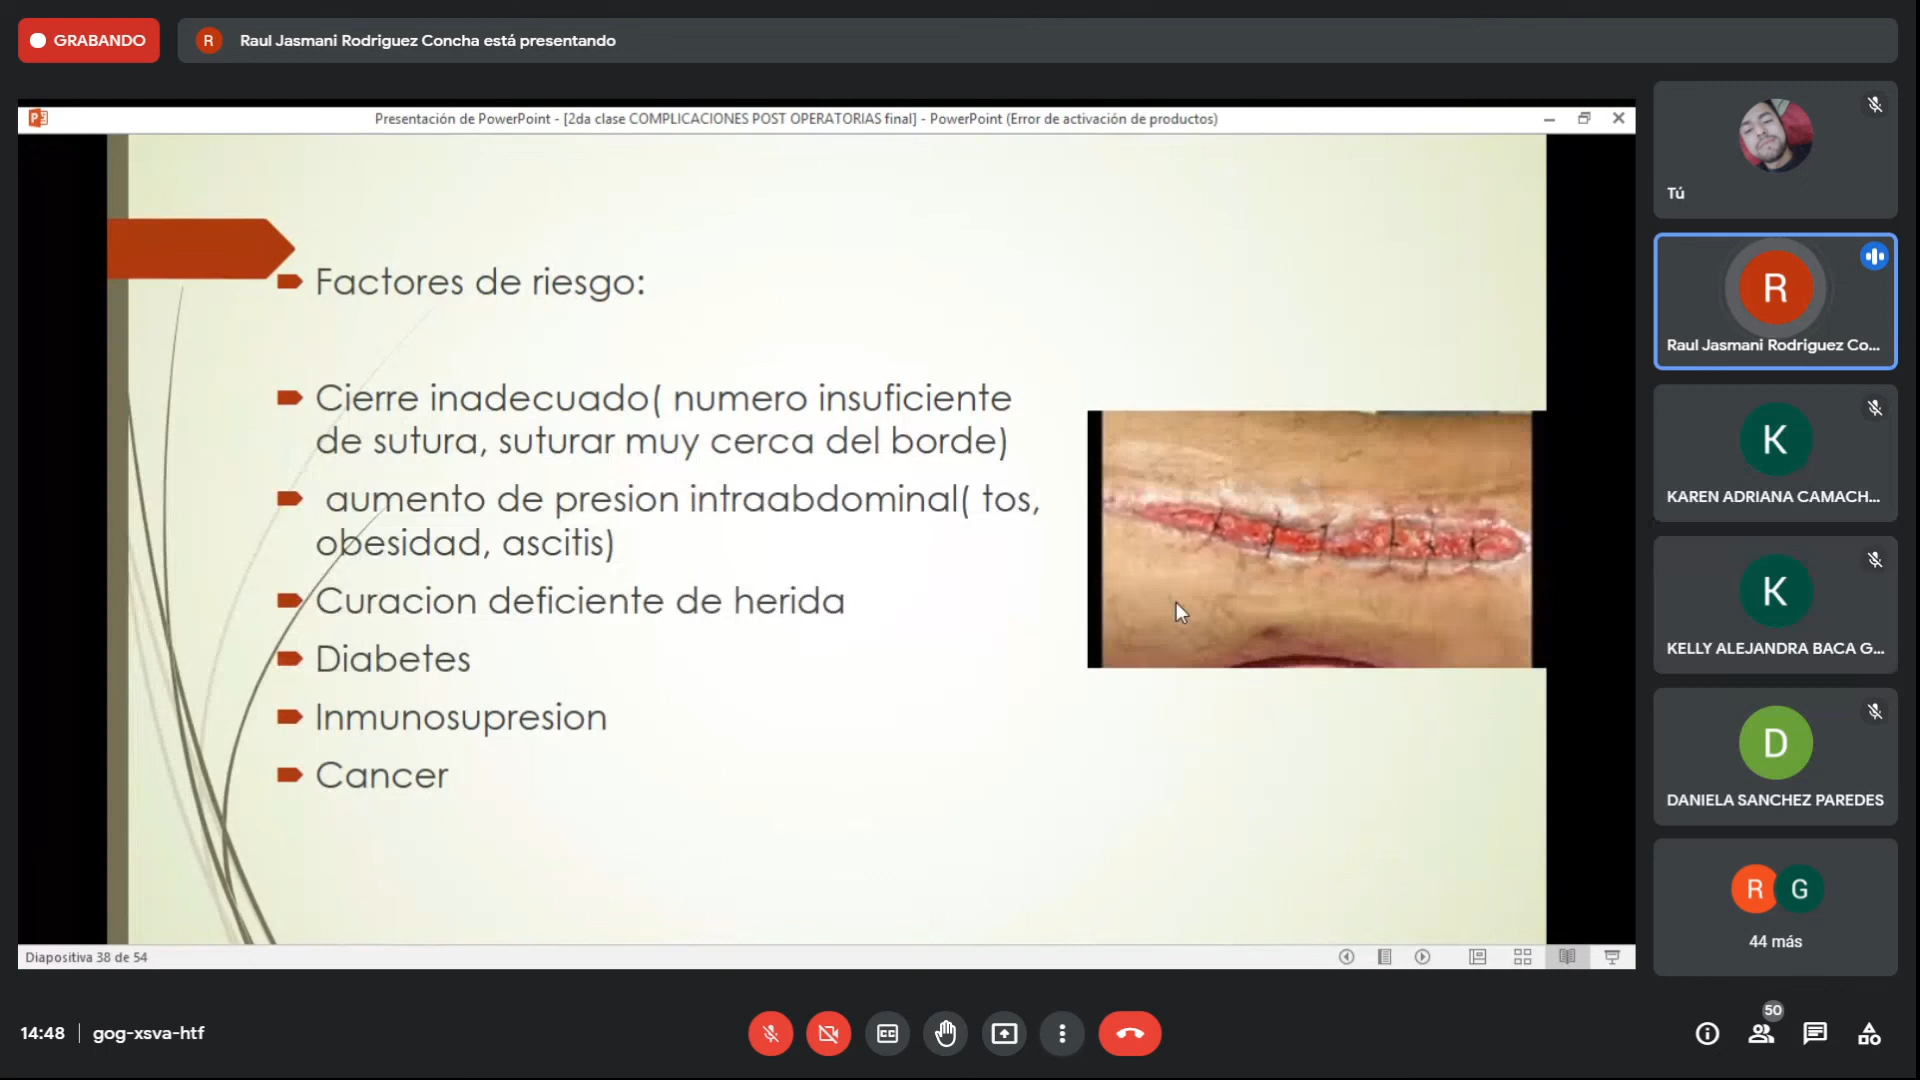 GRABANDO
R
Raul Jasmani Rodriguez Concha está presentando
Presentación de PowerPoint - [2da clase COMPLICACIONES POST OPERATORIAS final] - PowerPoint (Error de activación de productos)
Factores de riesgo:
Cierre inadecuado( numero insuficiente
de sutura, suturar muy cerca del borde)
aumento de presion intraabdominal( tos,
obesidad, ascitis)
Curacion deficiente de herida
Diabetes
Inmunosupresion
Cancer
Diapositiva 38 de 54
Tú
R
Raul Jasmani Rodriguez Co...
K
KAREN ADRIANA CAMACH...
K
KELLY ALEJANDRA BACA G...
D
DANIELA SANCHEZ PAREDES
R G
44 más
14:48 | gog-xsva-htf
CC
50